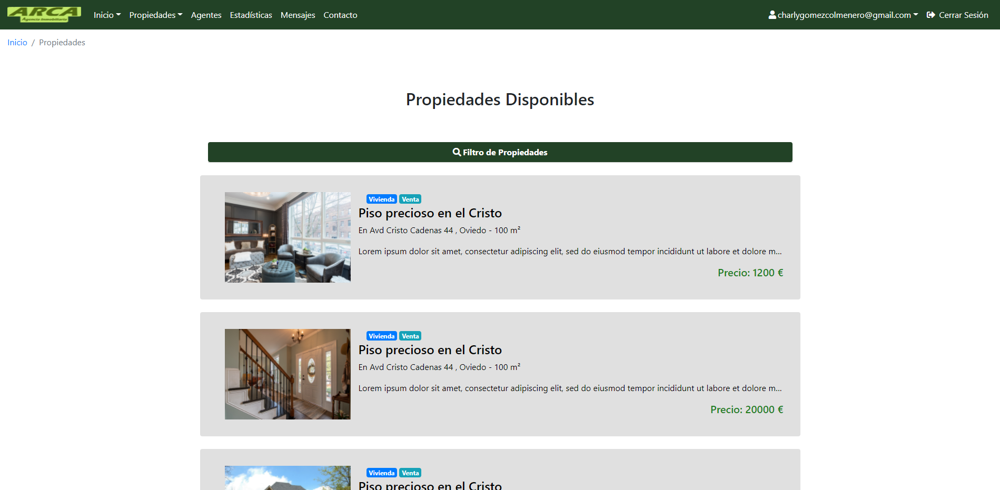 ARCA
Agencia Inmobiliaria
Inicio Propiedades Agentes Estadísticas Mensajes Contacto
charlygomezcolmenero@gmail.com Cerrar Sesión
Inicio / Propiedades
Propiedades Disponibles
Filtro de Propiedades
Vivienda Venta
Piso precioso en el Cristo
En Avd Cristo Cadenas 44 , Oviedo - 100 m²
Lorem ipsum dolor sit amet, consectetur adipiscing elit, sed do eiusmod tempor incididunt ut labore et dolore m...
Precio: 1200 €
Vivienda Venta
Piso precioso en el Cristo
En Avd Cristo Cadenas 44 , Oviedo - 100 m²
Lorem ipsum dolor sit amet, consectetur adipiscing elit, sed do eiusmod tempor incididunt ut labore et dolore m...
Precio: 20000 €
Vivienda Venta
Piso precioso en el Cristo